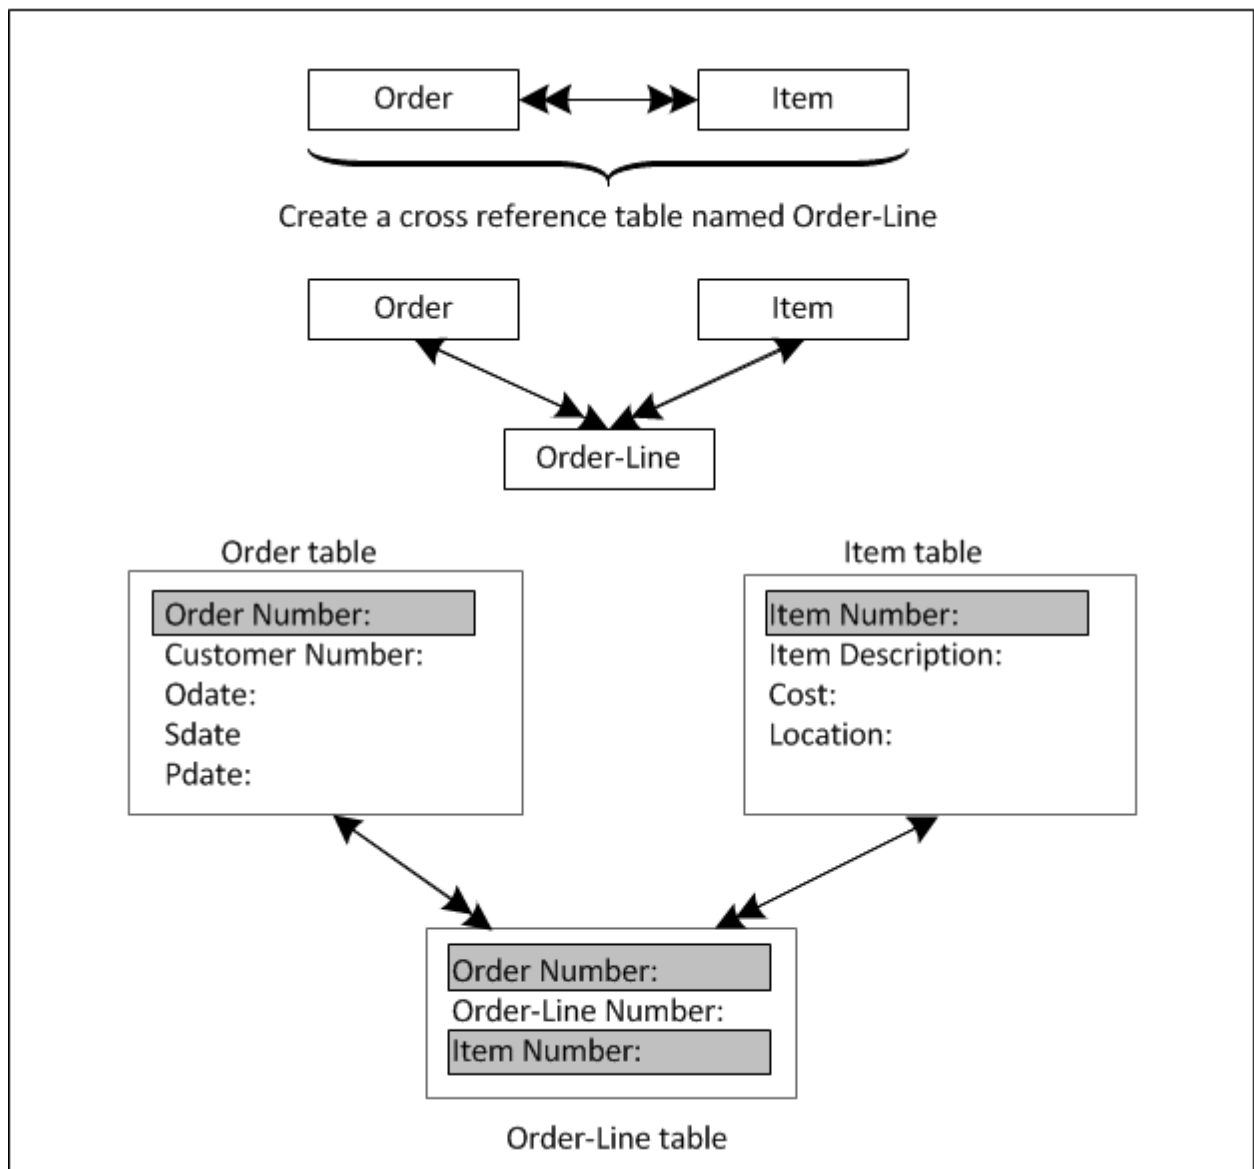 Order
Item
Create a cross reference table named Order-Line
Order
Item
Order-Line
Order table
Order Number:
Customer Number:
Odate:
Sdate
Pdate:
Item table
Item Number:
Item Description:
Cost:
Location:
Order Number:
Order-Line Number:
Item Number:
Order-Line table